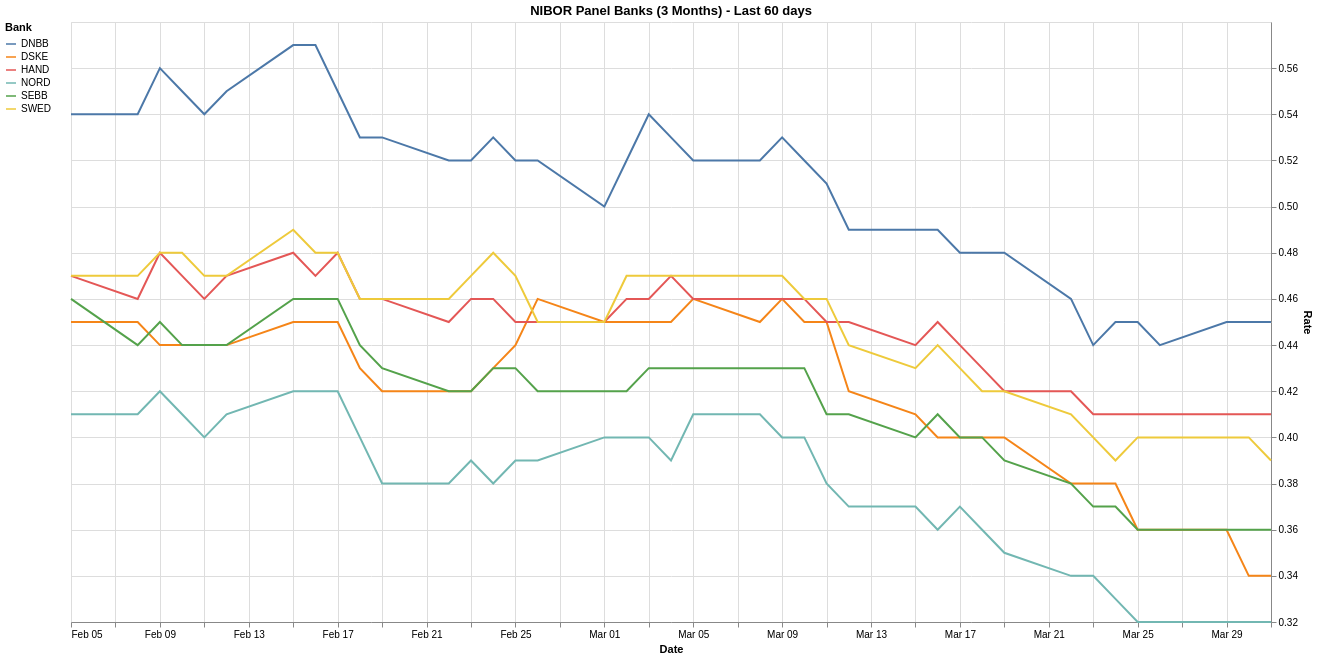 NIBOR Panel Banks (3 Months) - Last 60 days
Bank
DNBB
DSKE
HAND
NORD
SEBB
SWED
0.56
0.54
0.52
0.50
0.48
0.46
0.44
0.42
0.40
0.38
0.36
0.34
0.32
Rate
Feb 05 Feb 09 Feb 13 Feb 17 Feb 21 Feb 25 Mar 01 Mar 05 Mar 09 Mar 13 Mar 17 Mar 21 Mar 25 Mar 29
Date